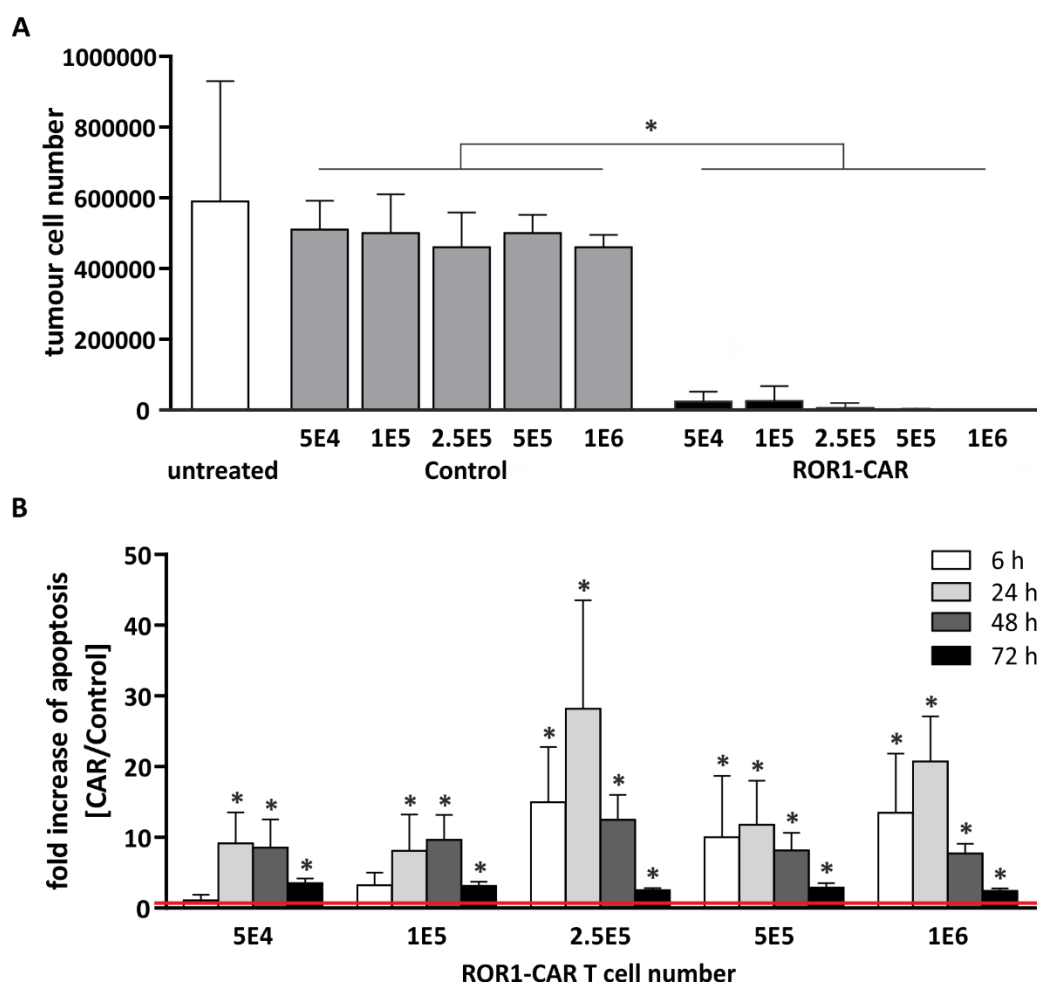 A
1000000
800000
600000
400000
200000
0
tumour cell number
*
5E4 1E5 2.5E5 5E5 1E6 5E4 1E5 2.5E5 5E5 1E6
untreated Control ROR1-CAR
B
fold increase of apoptosis
[CAR/Control]
50
40
30
20
10
0
6 h
24 h
48 h
72 h
* * *
* * *
* * * *
* * * *
* * * *
5E4 1E5 2.5E5 5E5 1E6
ROR1-CAR T cell number